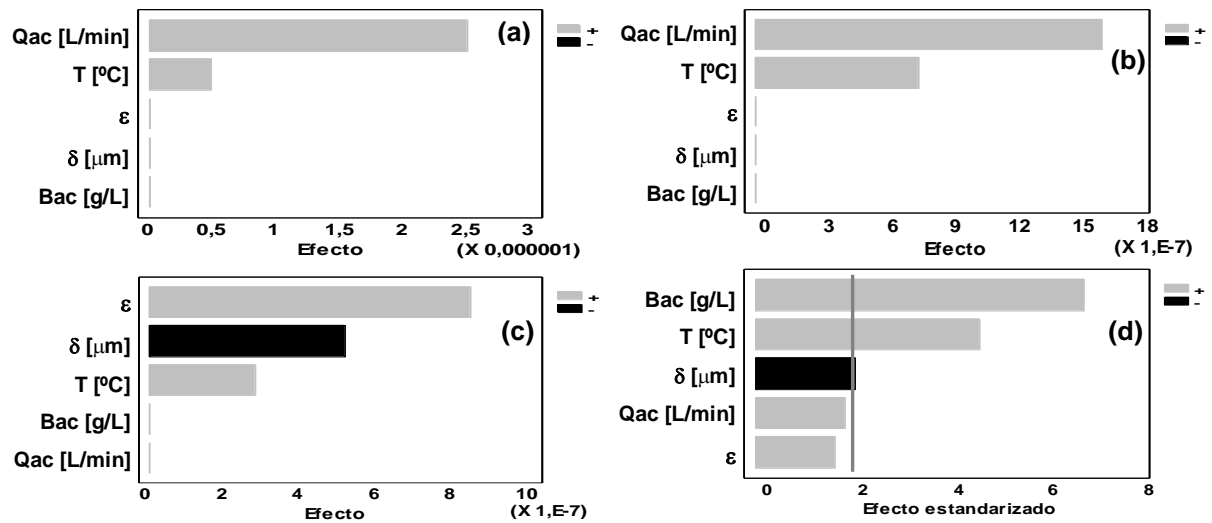 (a)
Qac [L/min]
T [ºC]
ε
δ [μm]
Bac [g/L]
+
-
0 0,5 1 1,5 2 2,5 3
Efecto
(X 0,000001)
(b)
Qac [L/min]
T [ºC]
ε
δ [μm]
Bac [g/L]
+
-
0 3 6 9 12 15 18
Efecto
(X 1,E-7)
(c)
ε
δ [μm]
T [ºC]
Bac [g/L]
Qac [L/min]
+
-
0 2 4 6 8 10
Efecto
(X 1,E-7)
(d)
Bac [g/L]
T [ºC]
δ [μm]
Qac [L/min]
ε
+
-
0 2 4 6 8
Efecto estandarizado